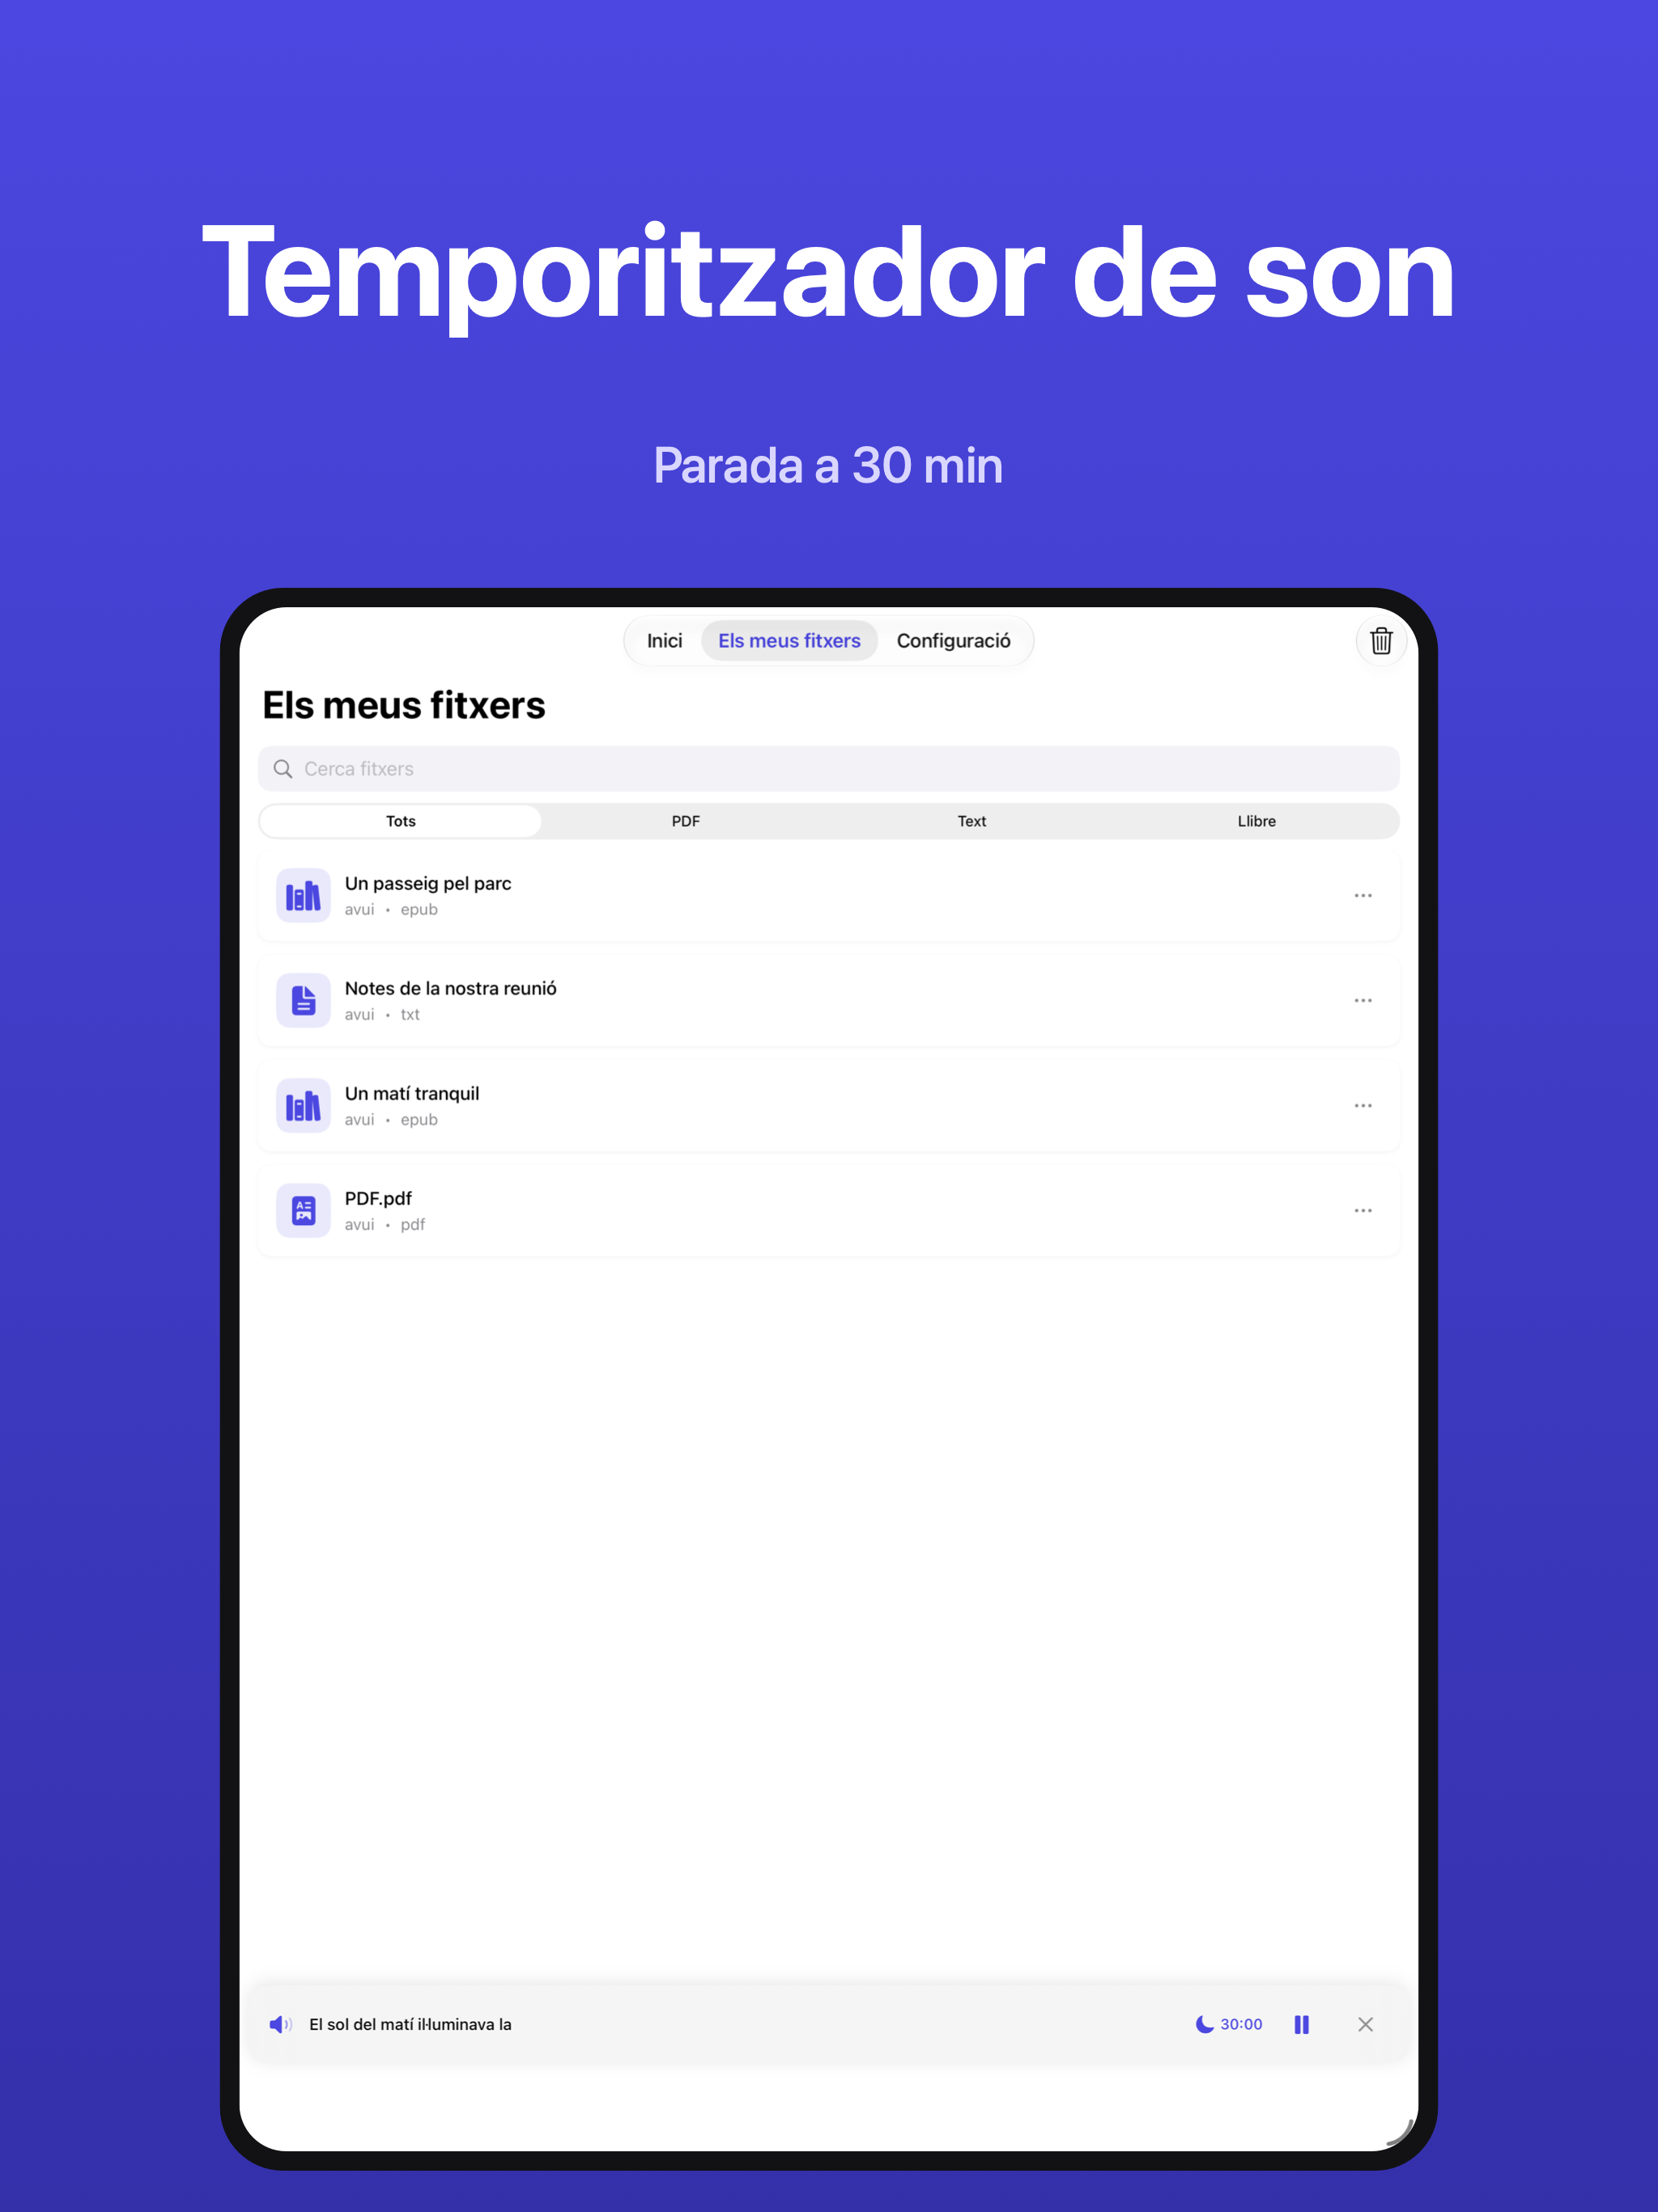 Temporitzador de son
Parada a 30 min
Inici Els meus fitxers Configuració
Els meus fitxers
Cerca fitxers
Tots PDF Text Llibre
Un passeig pel parc
avui • epub
Notes de la nostra reunió
avui • txt
Un matí tranquil
avui • epub
PDF.pdf
avui • pdf
El sol del matí il·luminava la 30:00